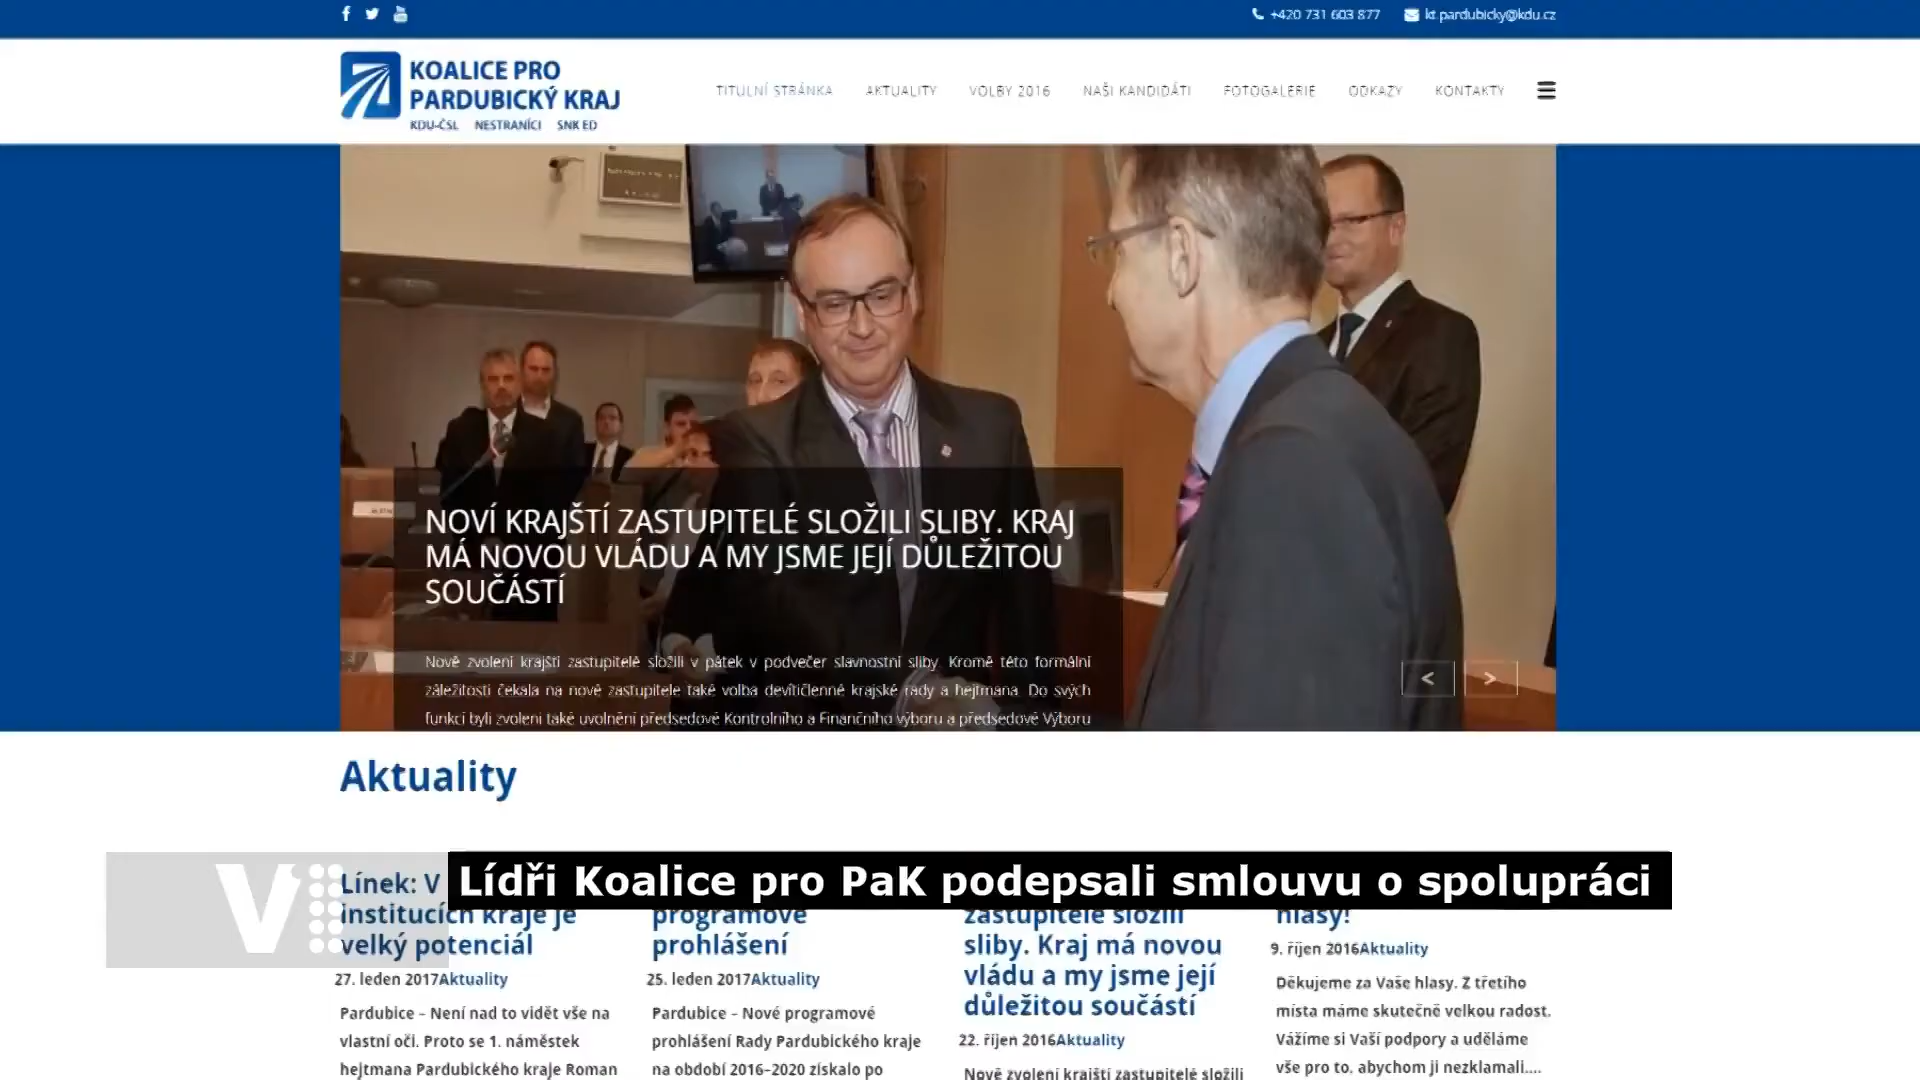 +420 731 603 877 kt.pardubicky@kdu.cz
KOALICE PRO
PARDUBICKÝ KRAJ
KDU-ČSL NESTRANÍCI SNK ED
TITULNÍ STRÁNKA AKTUALITY VOLBY 2016 NAŠI KANDIDÁTI FOTOGALERIE ODKAZY KONTAKTY
NOVÍ KRAJŠTÍ ZASTUPITELÉ SLOŽILI SLIBY. KRAJ
MÁ NOVOU VLÁDU A MY JSME JEJÍ DŮLEŽITOU
SOUČÁSTÍ
Nově zvolení krajští zastupitelé složili v pátek v podvečer slavnostní sliby. Kromě této formální
záležitosti čekala na nové zastupitele také volba devítičlenné krajské rady a hejtmana. Do svých
funkcí byli zvoleni také uvolnění předsedové Kontrolního a Finančního výboru a předsedové Výboru
< >
Aktuality
Lídři Koalice pro PaK podepsali smlouvu o spolupráci
V
Línek: V
institucích kraje je
velký potenciál
27. leden 2017Aktuality
Pardubice – Není nad to vidět vše na
vlastní oči. Proto se 1. náměstek
hejtmana Pardubického kraje Roman
programové
prohlášení
25. leden 2017Aktuality
Pardubice – Nové programové
prohlášení Rady Pardubického kraje
na období 2016–2020 získalo po
zastupitelé složili
sliby. Kraj má novou
vládu a my jsme její
důležitou součástí
22. říjen 2016Aktuality
Nově zvolení krajští zastupitelé složili
hlasy!
9. říjen 2016Aktuality
Děkujeme za Vaše hlasy. Z třetího
místa máme skutečně velkou radost.
Vážíme si Vaší podpory a uděláme
vše pro to, abychom ji nezklamali....